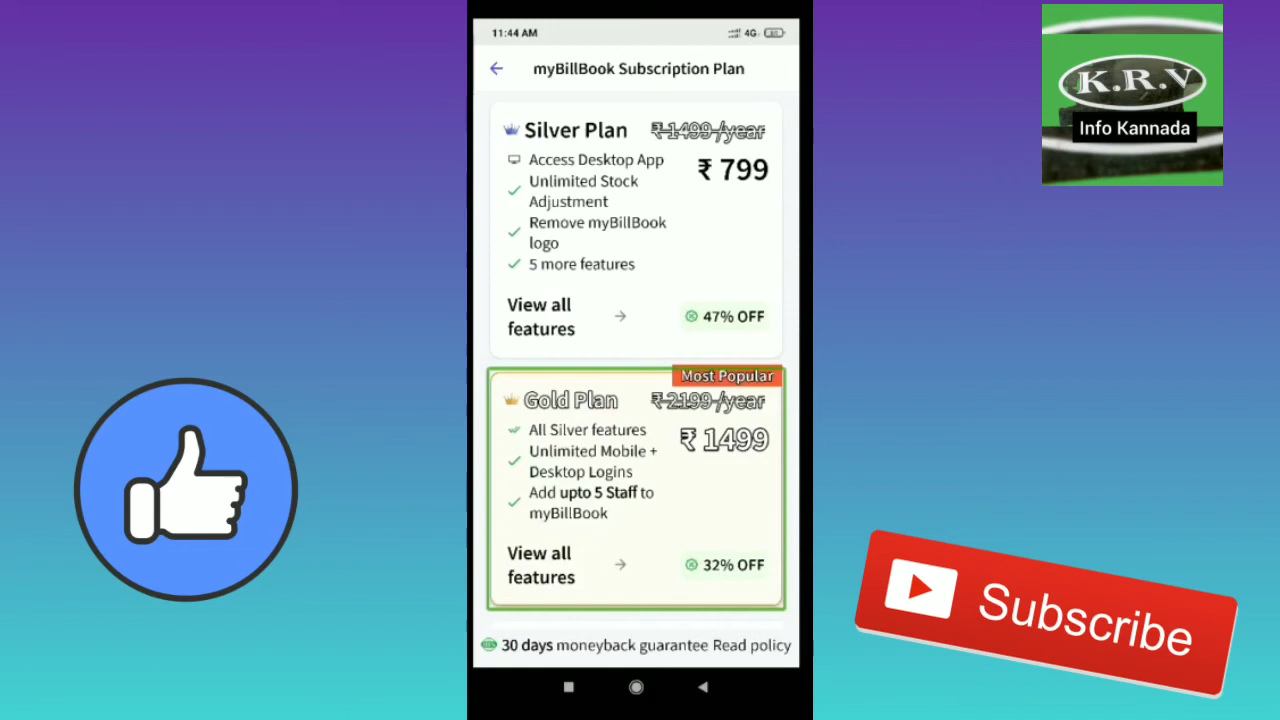 11:44 AM
4G
myBillBook Subscription Plan
Silver Plan
₹ 1499 /year
Access Desktop App
₹ 799
Unlimited Stock
Adjustment
Remove myBillBook
logo
5 more features
View all
features
47% OFF
Most Popular
Gold Plan
₹ 2199 /year
All Silver features
₹ 1499
Unlimited Mobile +
Desktop Logins
Add upto 5 Staff to
myBillBook
View all
features
32% OFF
30 days moneyback guarantee Read policy
K.R.V
Info Kannada
Subscribe